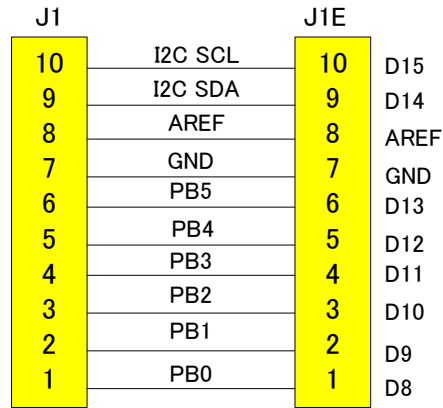 J1 J1E
10 I2C SCL 10 D15
9 I2C SDA 9 D14
8 AREF 8 AREF
7 GND 7 GND
6 PB5 6 D13
5 PB4 5 D12
4 PB3 4 D11
3 PB2 3 D10
2 PB1 2 D9
1 PB0 1 D8